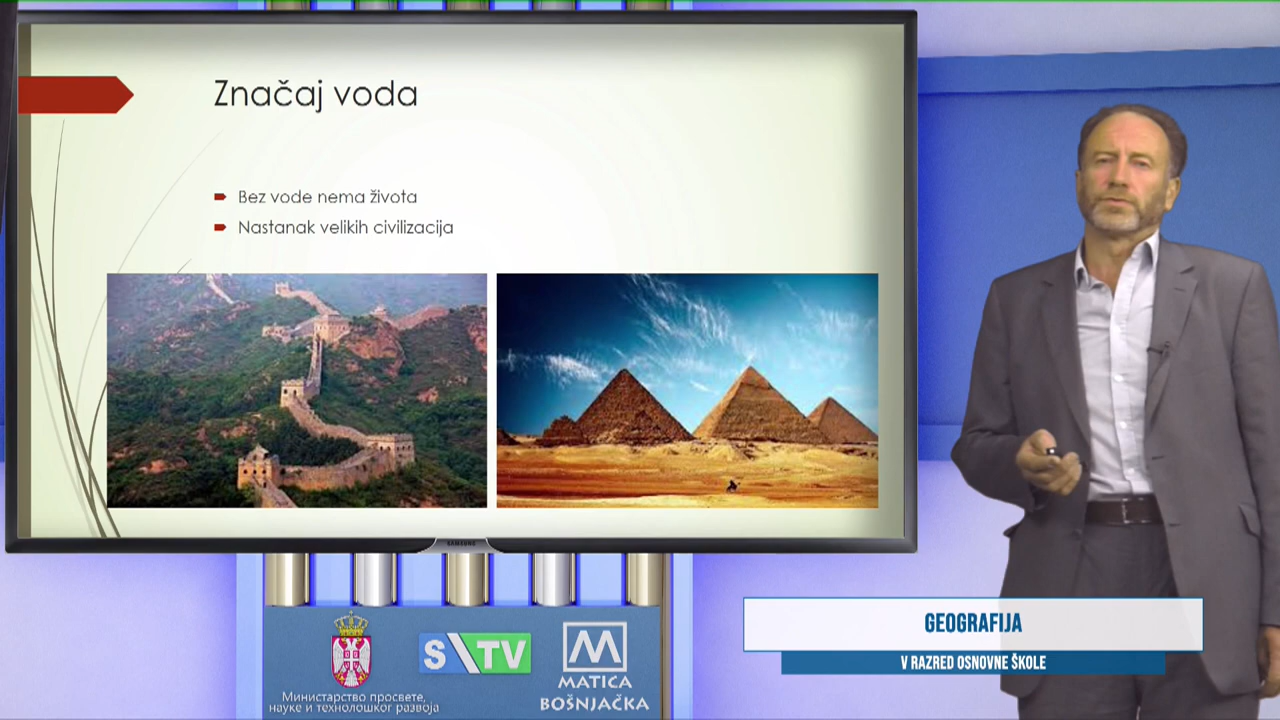 Značaj voda
Bez vode nema života
Nastanak velikih civilizacija
SAMSUNG
GEOGRAFIJA
V RAZRED OSNOVNE ŠKOLE
S TV
Министарство просвете,
науке и технолошког развоја
M
MATICA
BOŠNJAČKA